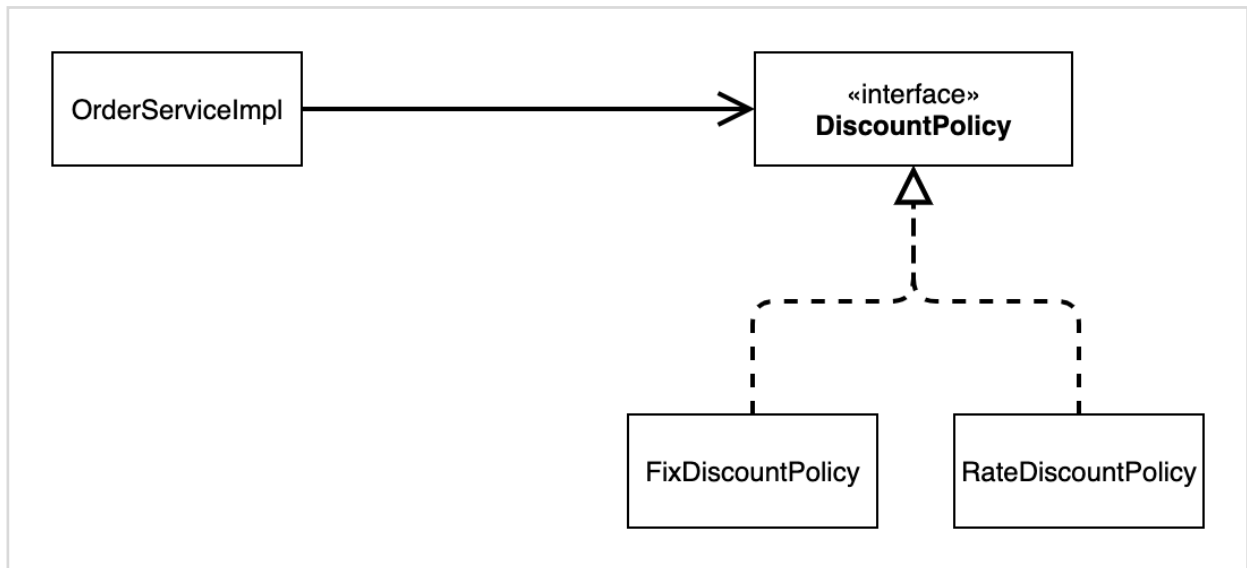 OrderServiceImpl
«interface»
DiscountPolicy
FixDiscountPolicy
RateDiscountPolicy